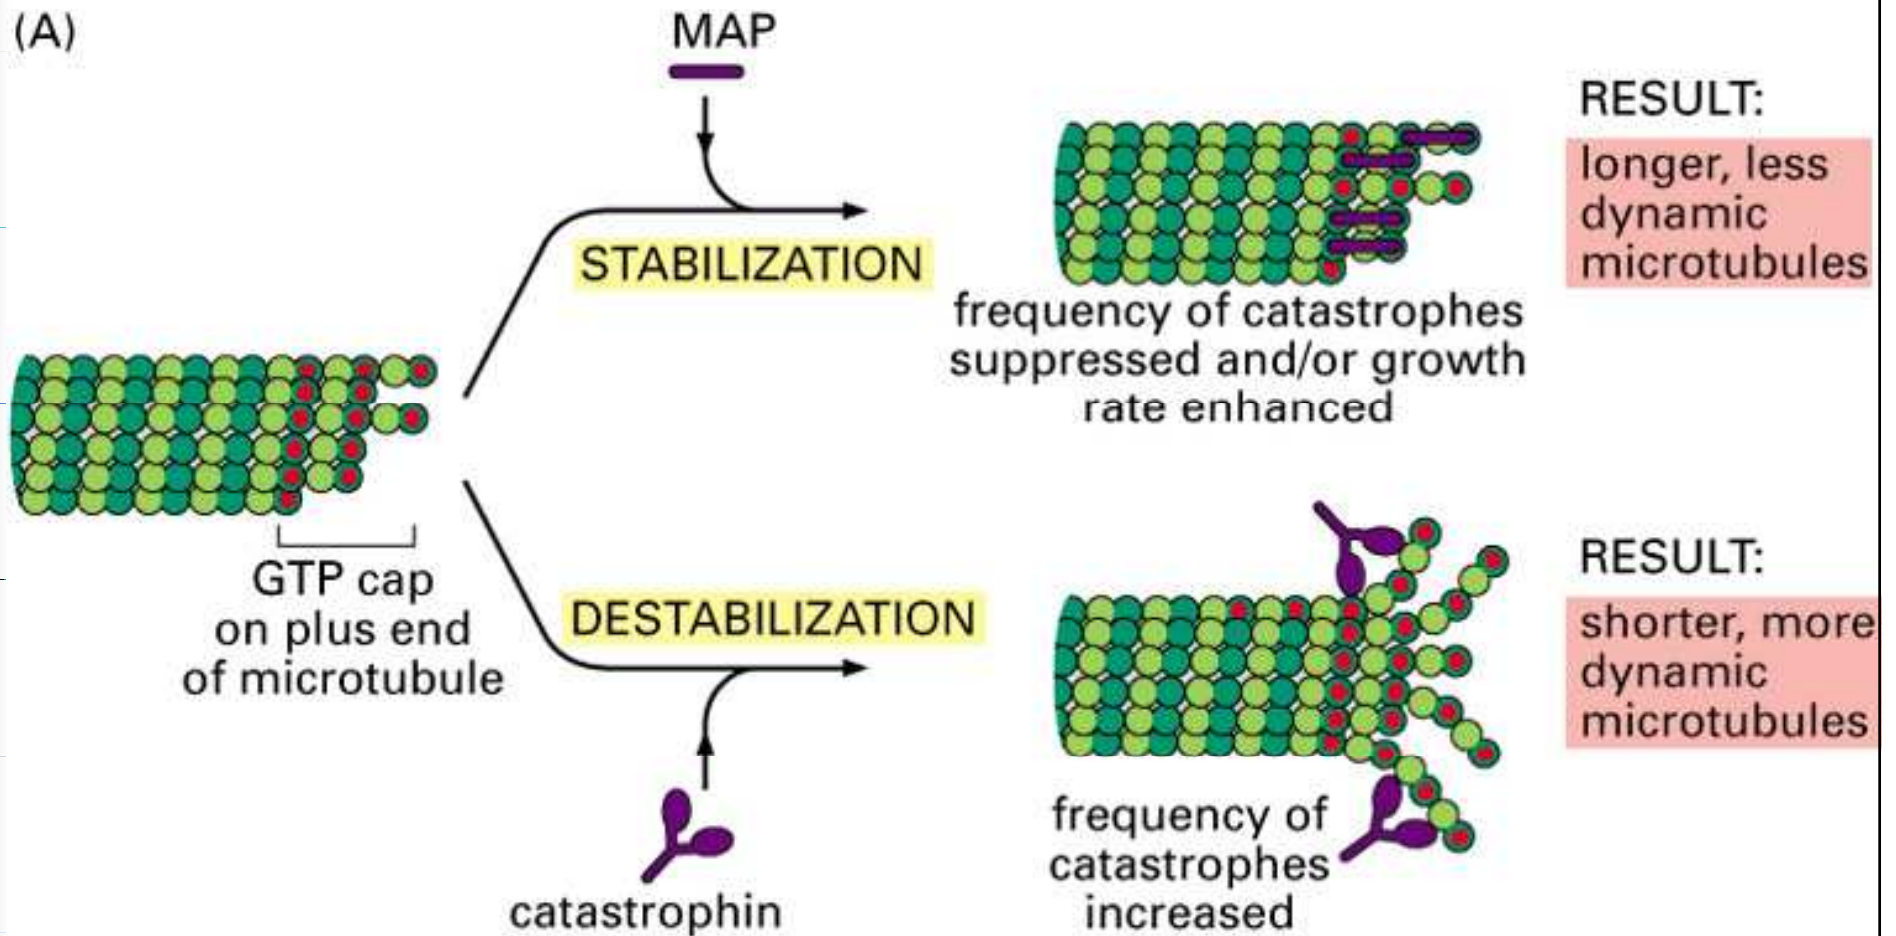 (A)
MAP
STABILIZATION
frequency of catastrophes
suppressed and/or growth
rate enhanced
RESULT:
longer, less
dynamic
microtubules
GTP cap
on plus end
of microtubule
DESTABILIZATION
catastrophin
frequency of
catastrophes
increased
RESULT:
shorter, more
dynamic
microtubules